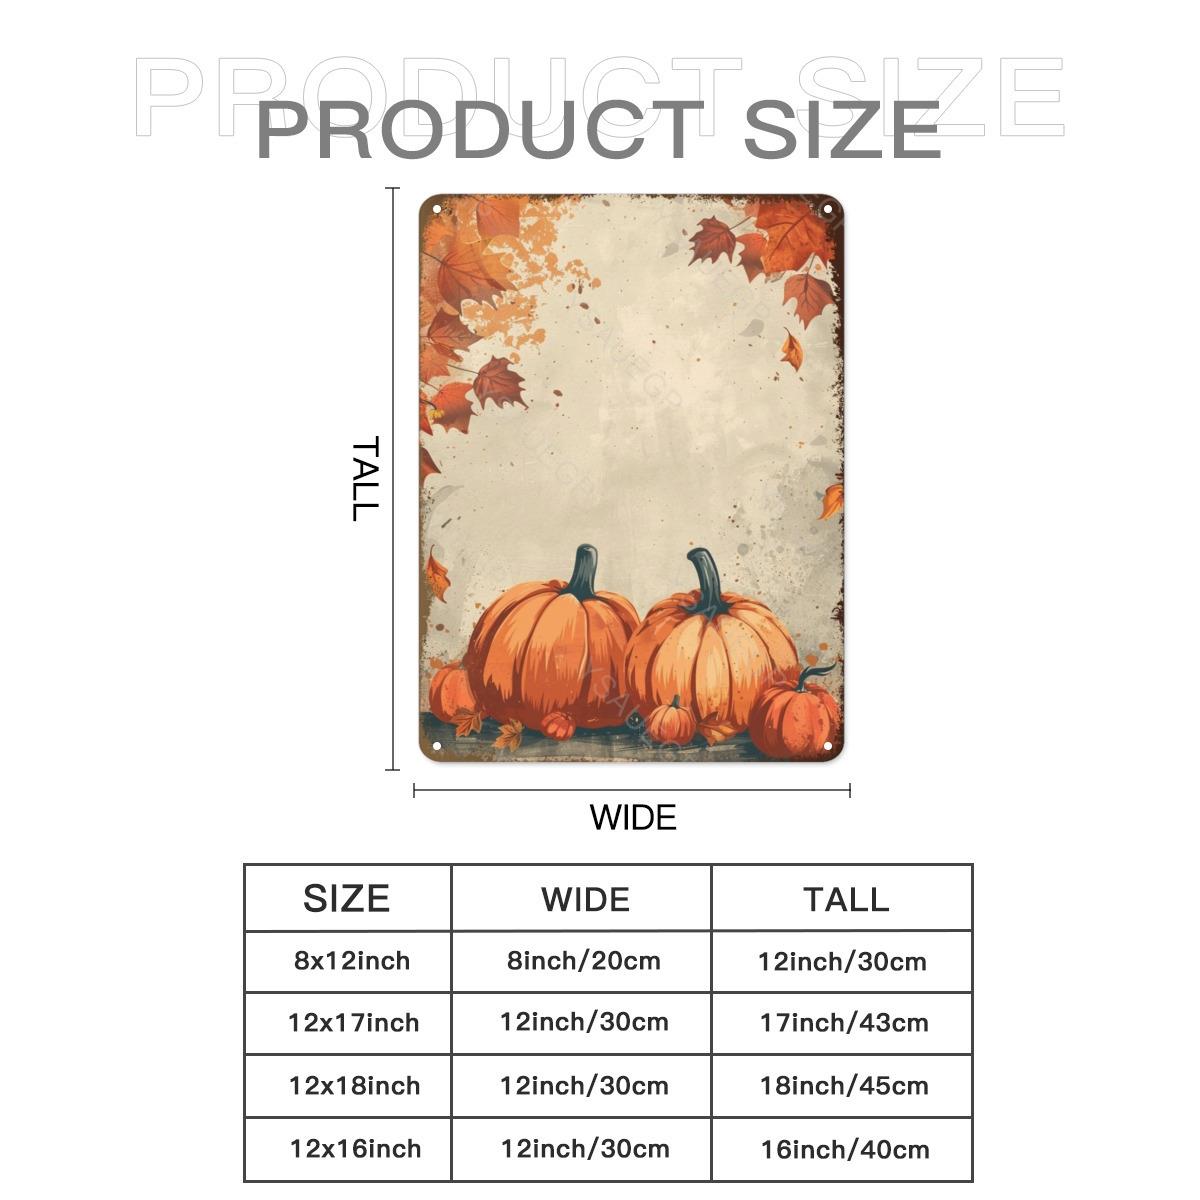 PRODUCT SIZE
PRODUCT SIZE
TALL
WIDE
SIZE WIDE TALL
8x12inch 8inch/20cm 12inch/30cm
12x17inch 12inch/30cm 17inch/43cm
12x18inch 12inch/30cm 18inch/45cm
12x16inch 12inch/30cm 16inch/40cm